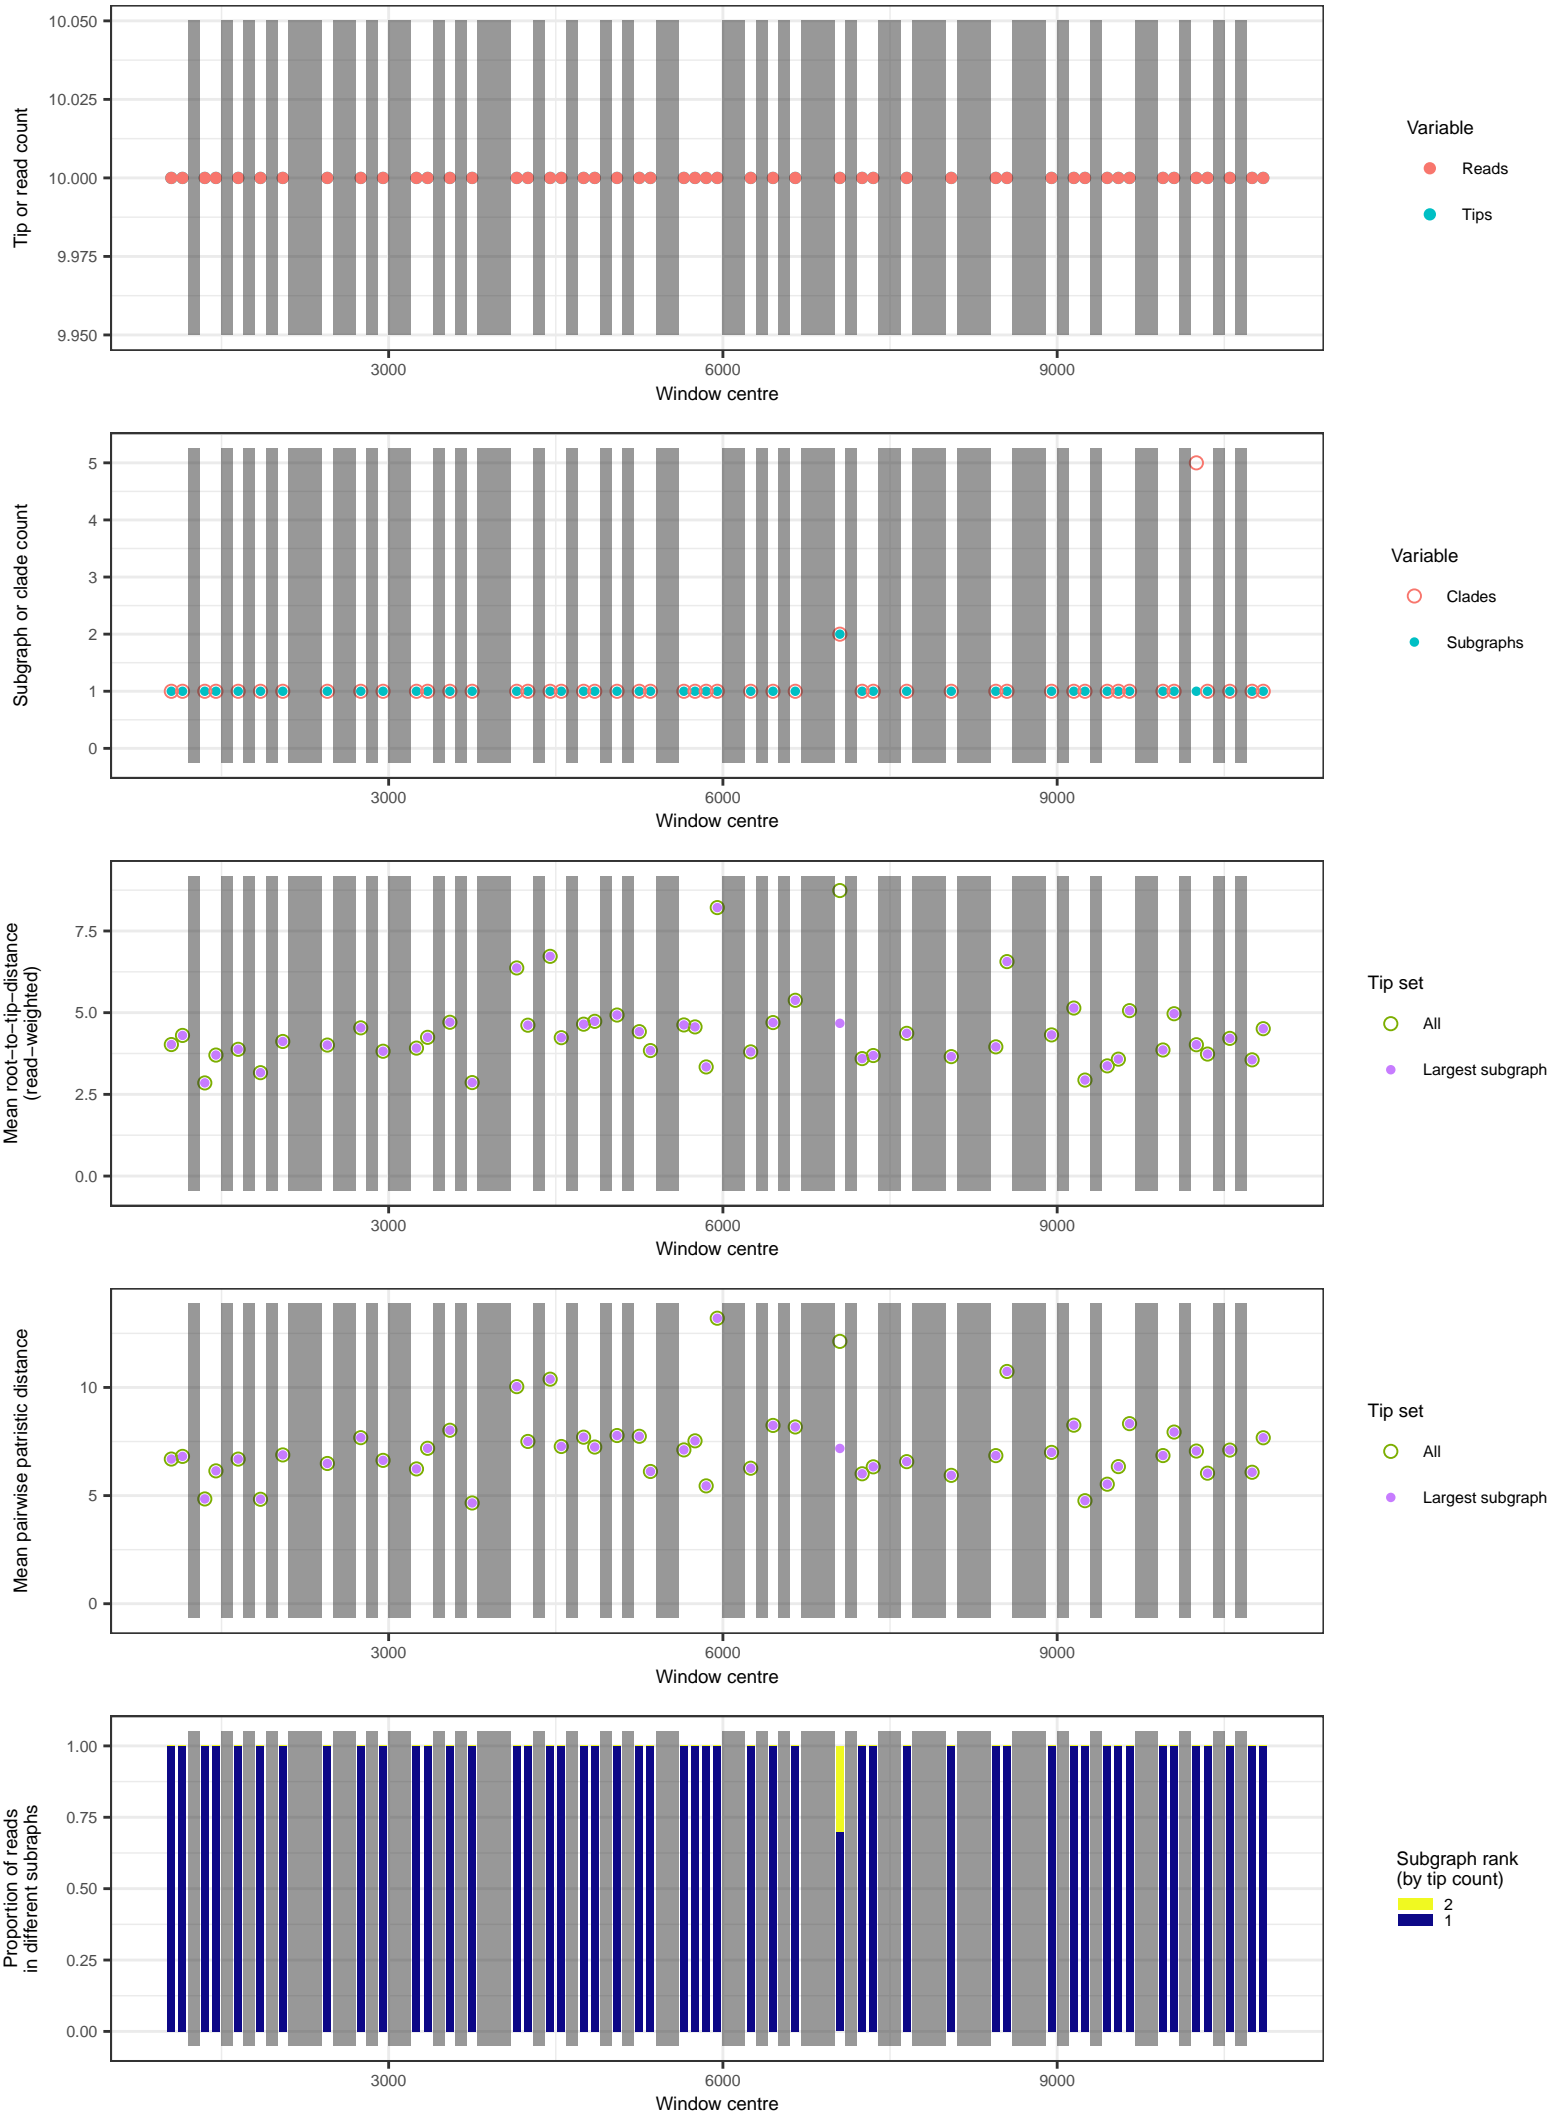 10.050
10.025
10.000
9.975
9.950
Tip or read count
3000
6000
9000
Window centre
Variable
Reads
Tips
5
4
3
2
1
0
Subgraph or clade count
3000
6000
9000
Window centre
Variable
Clades
Subgraphs
7.5
5.0
2.5
0.0
Mean root−to−tip−distance
(read−weighted)
3000
6000
9000
Window centre
Tip set
All
Largest subgraph
10
5
0
Mean pairwise patristic distance
3000
6000
9000
Window centre
Tip set
All
Largest subgraph
1.00
0.75
0.50
0.25
0.00
Proportion of reads
in different subraphs
3000
6000
9000
Window centre
Subgraph rank
(by tip count)
2
1